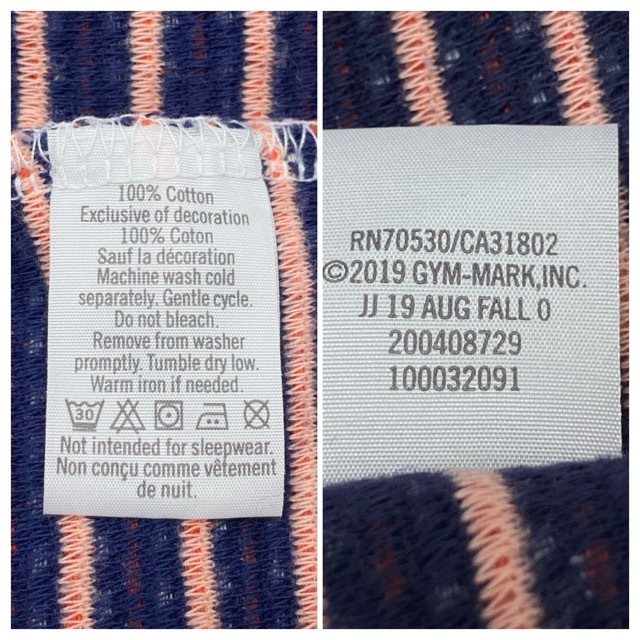 100% Cotton
Exclusive of decoration
100% Coton
Sauf la décoration
Machine wash cold
separately. Gentle cycle.
Do not bleach.
Remove from washer
promptly. Tumble dry low.
Warm iron if needed.
30
Not intended for sleepwear.
Non conçu comme vêtement
de nuit.
RN70530/CA31802
©2019 GYM-MARK,INC.
JJ 19 AUG FALL 0
200408729
100032091